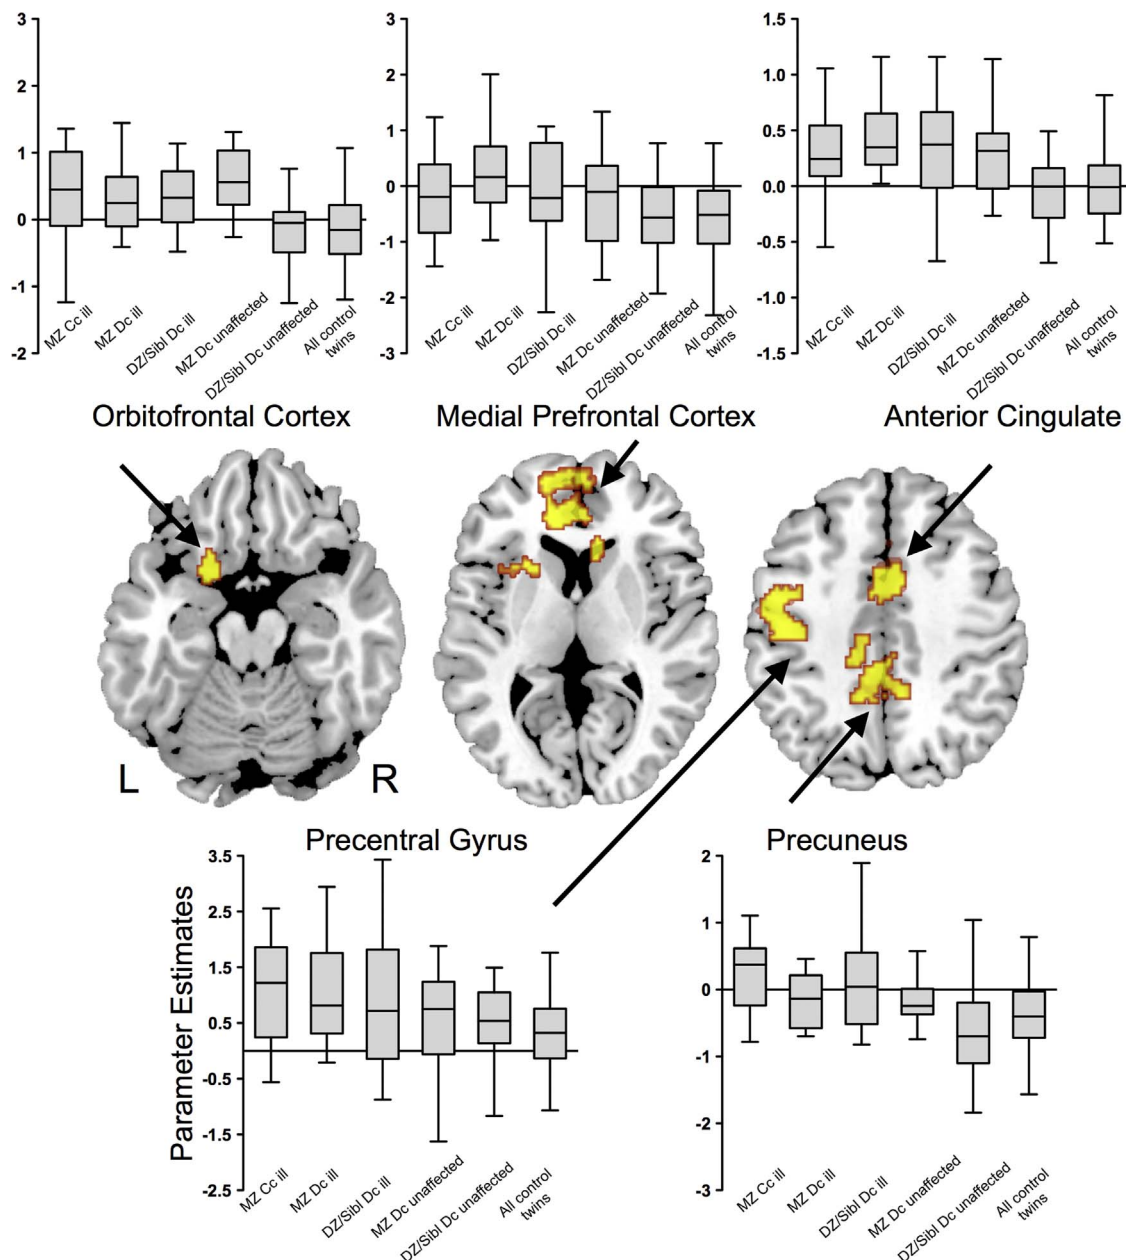 3
2
1
0
-1
-2
MZ Cc ill
MZ Dc ill
DZ/Sibl Dc ill
MZ Dc unaffected
DZ/Sibl Dc unaffected
All control
twins
3
2
1
0
-1
-2
-3
MZ Cc ill
MZ Dc ill
DZ/Sibl Dc ill
MZ Dc unaffected
DZ/Sibl Dc unaffected
All control
twins
1.5
1.0
0.5
0.0
-0.5
-1.0
-1.5
MZ Cc ill
MZ Dc ill
DZ/Sibl Dc ill
MZ Dc unaffected
DZ/Sibl Dc unaffected
All control
twins
Orbitofrontal Cortex
Medial Prefrontal Cortex
Anterior Cingulate
L
R
Precentral Gyrus
Parameter Estimates
3.5
2.5
1.5
0.5
-0.5
-1.5
-2.5
MZ Cc ill
MZ Dc ill
DZ/Sibl Dc ill
MZ Dc unaffected
DZ/Sibl Dc unaffected
All control
twins
Precuneus
2
1
0
-1
-2
-3
MZ Cc ill
MZ Dc ill
DZ/Sibl Dc ill
MZ Dc unaffected
DZ/Sibl Dc unaffected
All control
twins